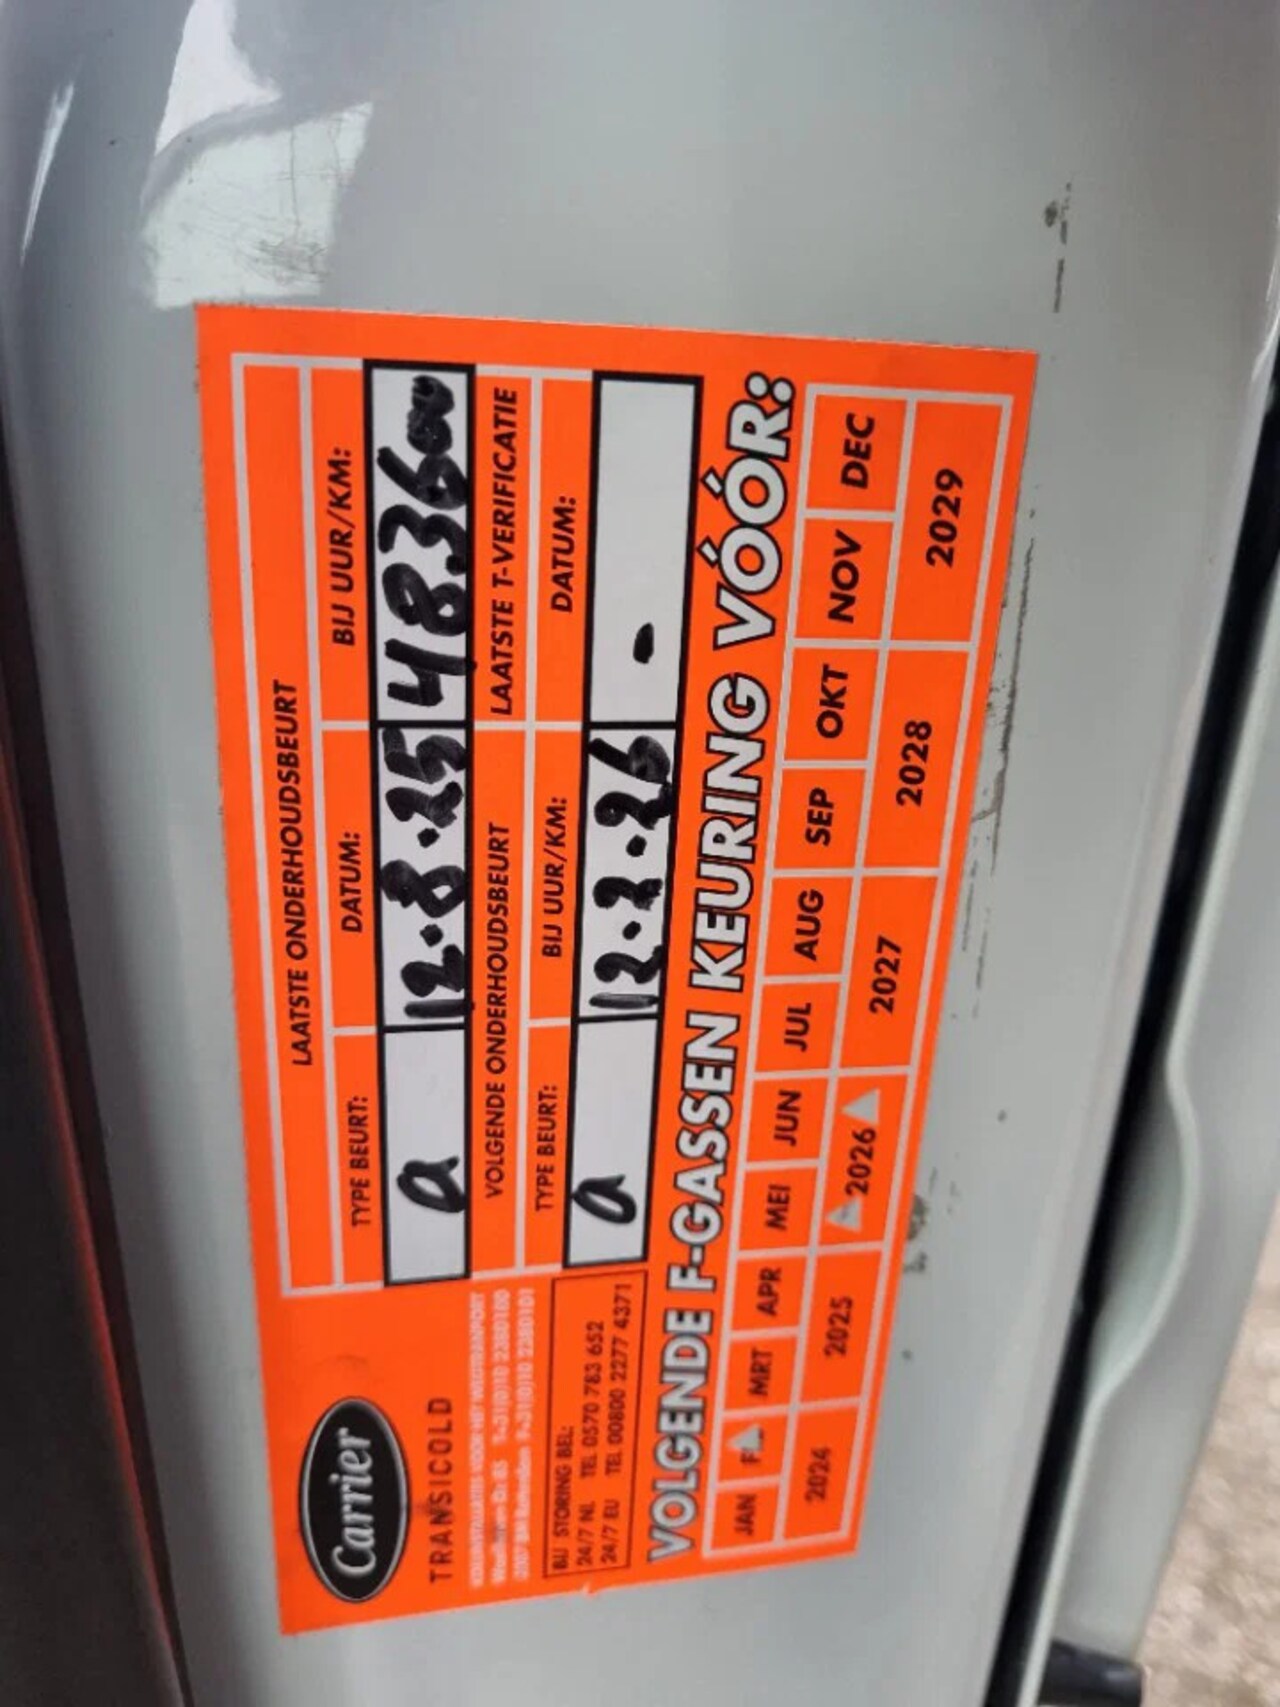 LAATSTE ONDERHOUDSBEURT
TYPE BEURT: DATUM: BIJ UUR/KM:
a 12.8.25 48.36
VOLGENDE ONDERHOUDSBEURT LAATSTE T-VERIFICATIE
TYPE BEURT: BIJ UUR/KM: DATUM:
a 12.2.26 -
Carrier
TRANSICOLD
BIJ STORING BEL:
24/7 NL TEL 0570 783 652
24/7 EU TEL 00800 2277 4371
VOLGENDE F-GASSEN KEURING VÓÓR:
JAN MRT APR MEI JUN JUL AUG SEP OKT NOV DEC
2024 2025 2026 2027 2028 2029